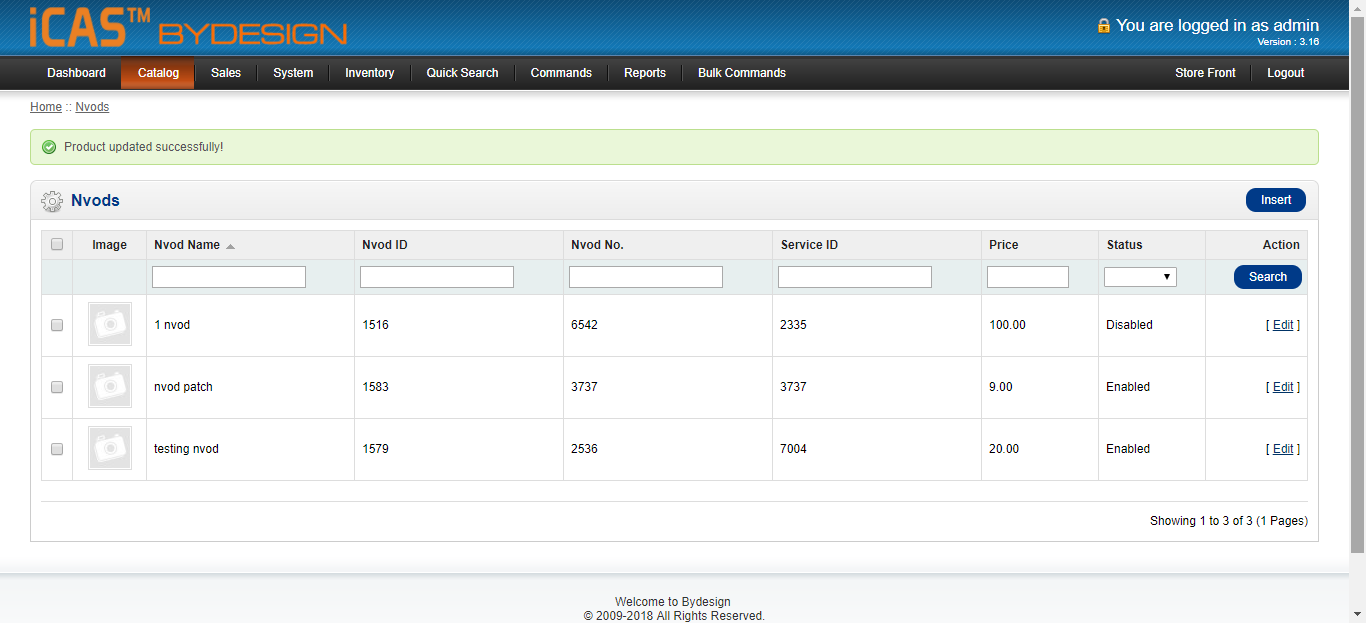 iCAS™ BYDESIGN
You are logged in as admin
Version : 3.16
Dashboard Catalog Sales System Inventory Quick Search Commands Reports Bulk Commands Store Front Logout
Home :: Nvods
Product updated successfully!
Nvods Insert
Image Nvod Name Nvod ID Nvod No. Service ID Price Status Action
Search
1 nvod 1516 6542 2335 100.00 Disabled [ Edit ]
nvod patch 1583 3737 3737 9.00 Enabled [ Edit ]
testing nvod 1579 2536 7004 20.00 Enabled [ Edit ]
Showing 1 to 3 of 3 (1 Pages)
Welcome to Bydesign
© 2009-2018 All Rights Reserved.